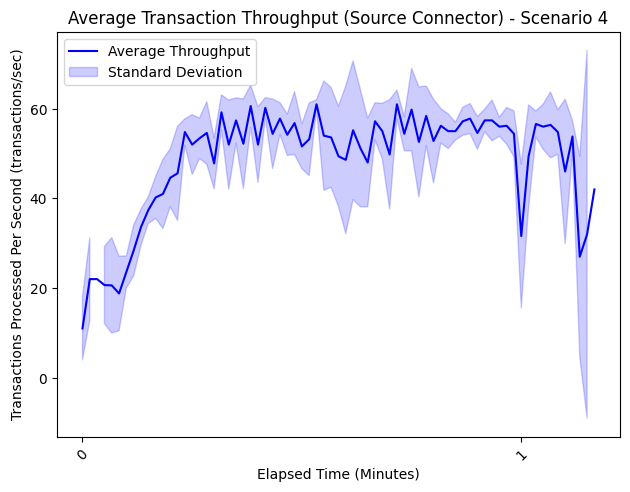 Average Transaction Throughput (Source Connector) - Scenario 4
Average Throughput
Standard Deviation
Transactions Processed Per Second (transactions/sec)
60
40
20
0
0
1
Elapsed Time (Minutes)